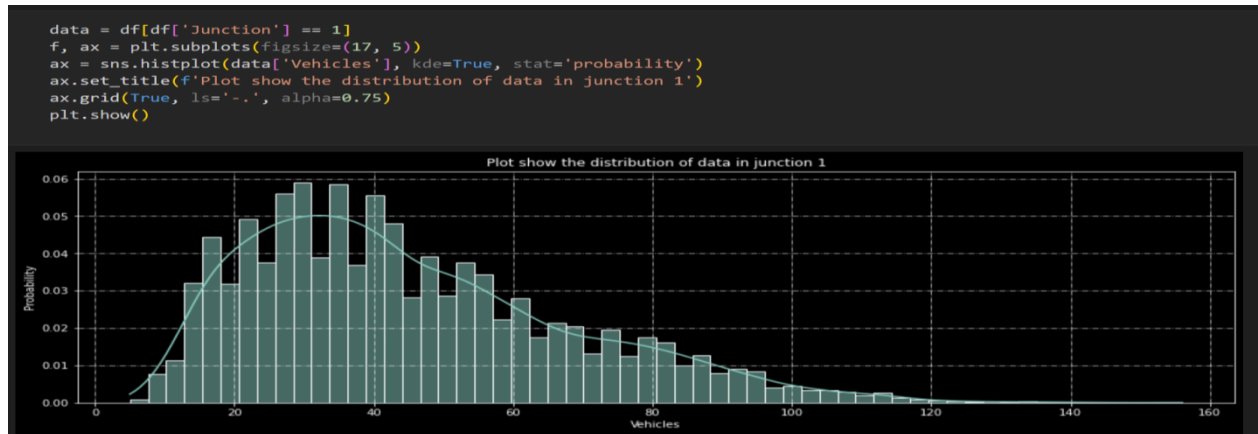 data = df[df['Junction'] == 1]
f, ax = plt.subplots(figsize=(17, 5))
ax = sns.histplot(data['Vehicles'], kde=True, stat='probability')
ax.set_title(f'Plot show the distribution of data in junction 1')
ax.grid(True, ls='-.', alpha=0.75)
plt.show()
Plot show the distribution of data in junction 1
0.06
0.05
0.04
0.03
0.02
0.01
0.00
Probability
0 20 40 60 80 100 120 140 160
Vehicles